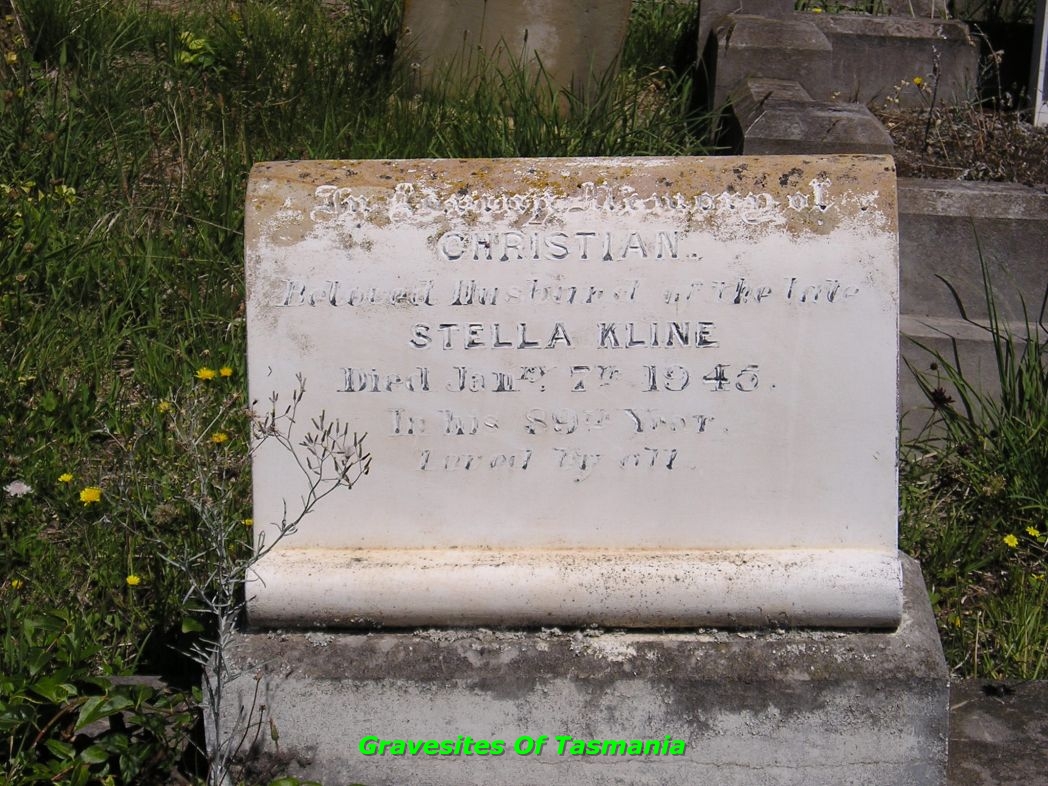 In Loving Memory of
CHRISTIAN.
Beloved Husband of the late
STELLA KLINE
Died Jany. 7th 1945.
In his 89th Year.
Loved by all.
Gravesites Of Tasmania